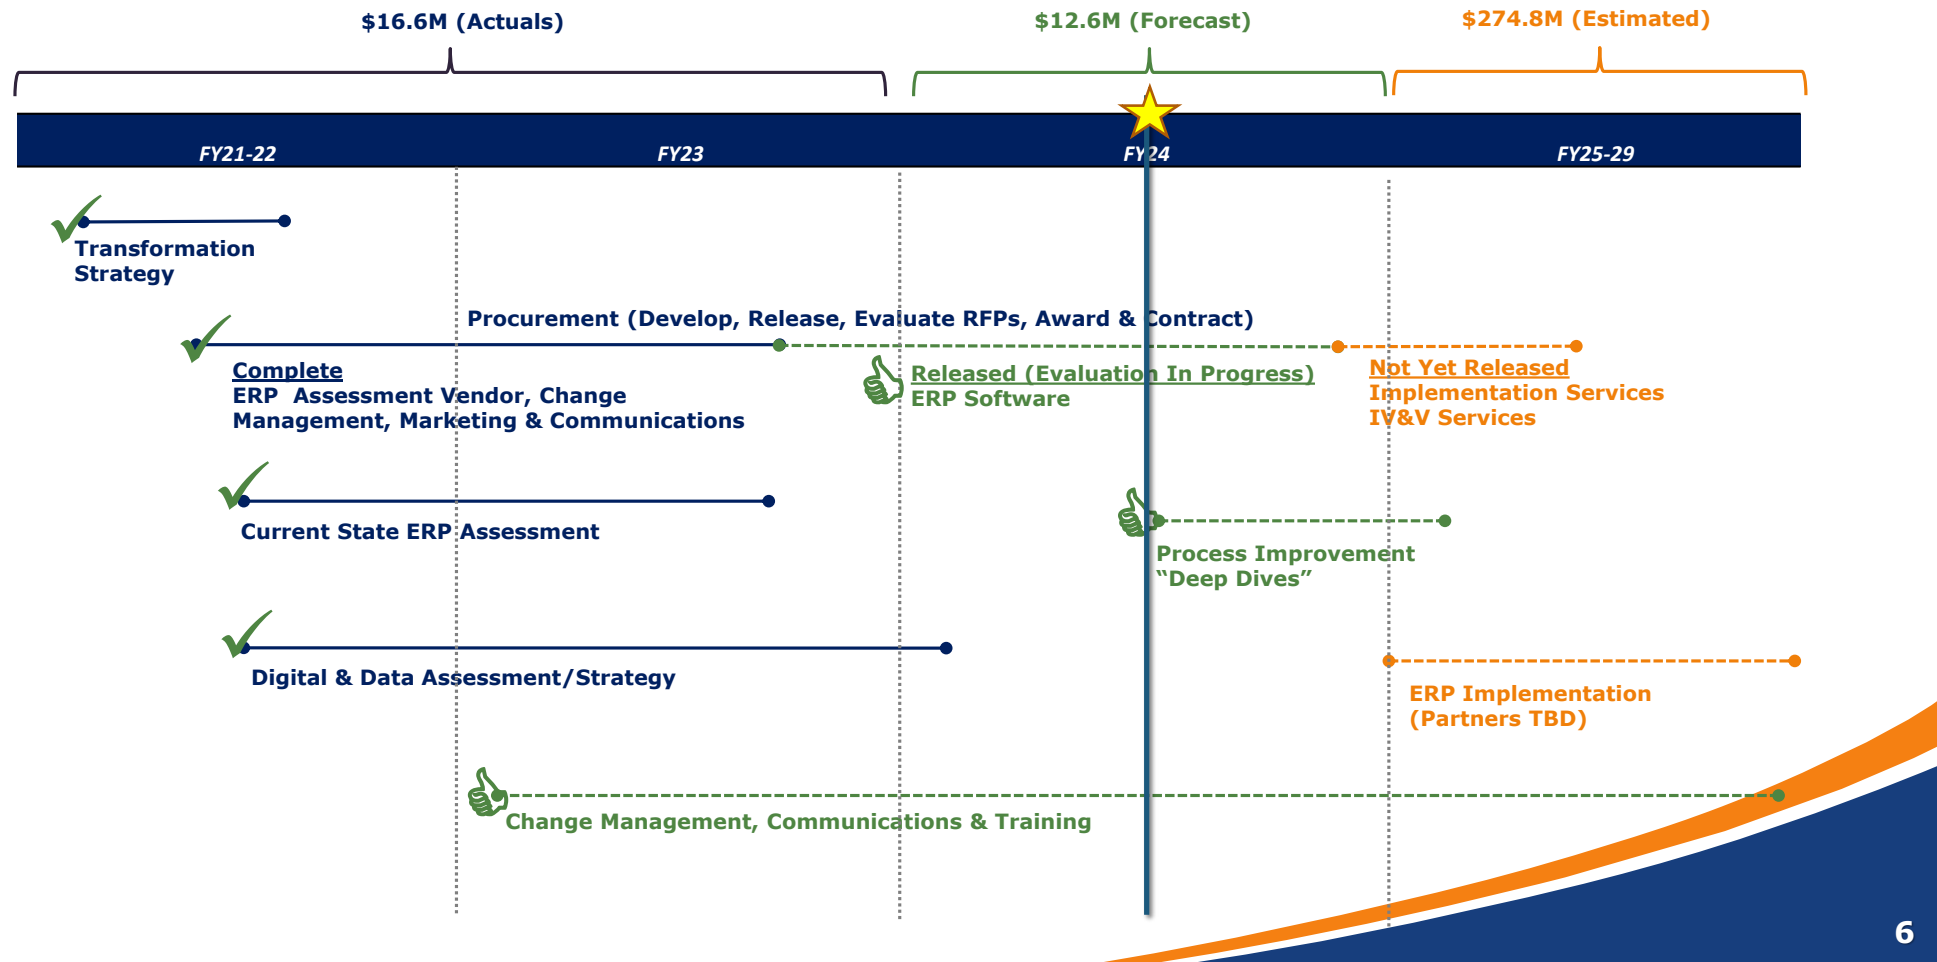 $16.6M (Actuals)
$12.6M (Forecast)
$274.8M (Estimated)
FY21-22
FY23
FY24
FY25-29
Transformation
Strategy
Procurement (Develop, Release, Evaluate RFPs, Award & Contract)
Complete
ERP  Assessment Vendor, Change
Management, Marketing & Communications
Released (Evaluation In Progress)
ERP Software
Not Yet Released
Implementation Services
IV&V Services
Current State ERP Assessment
Process Improvement
“Deep Dives”
Digital & Data Assessment/Strategy
ERP Implementation
(Partners TBD)
Change Management, Communications & Training
6